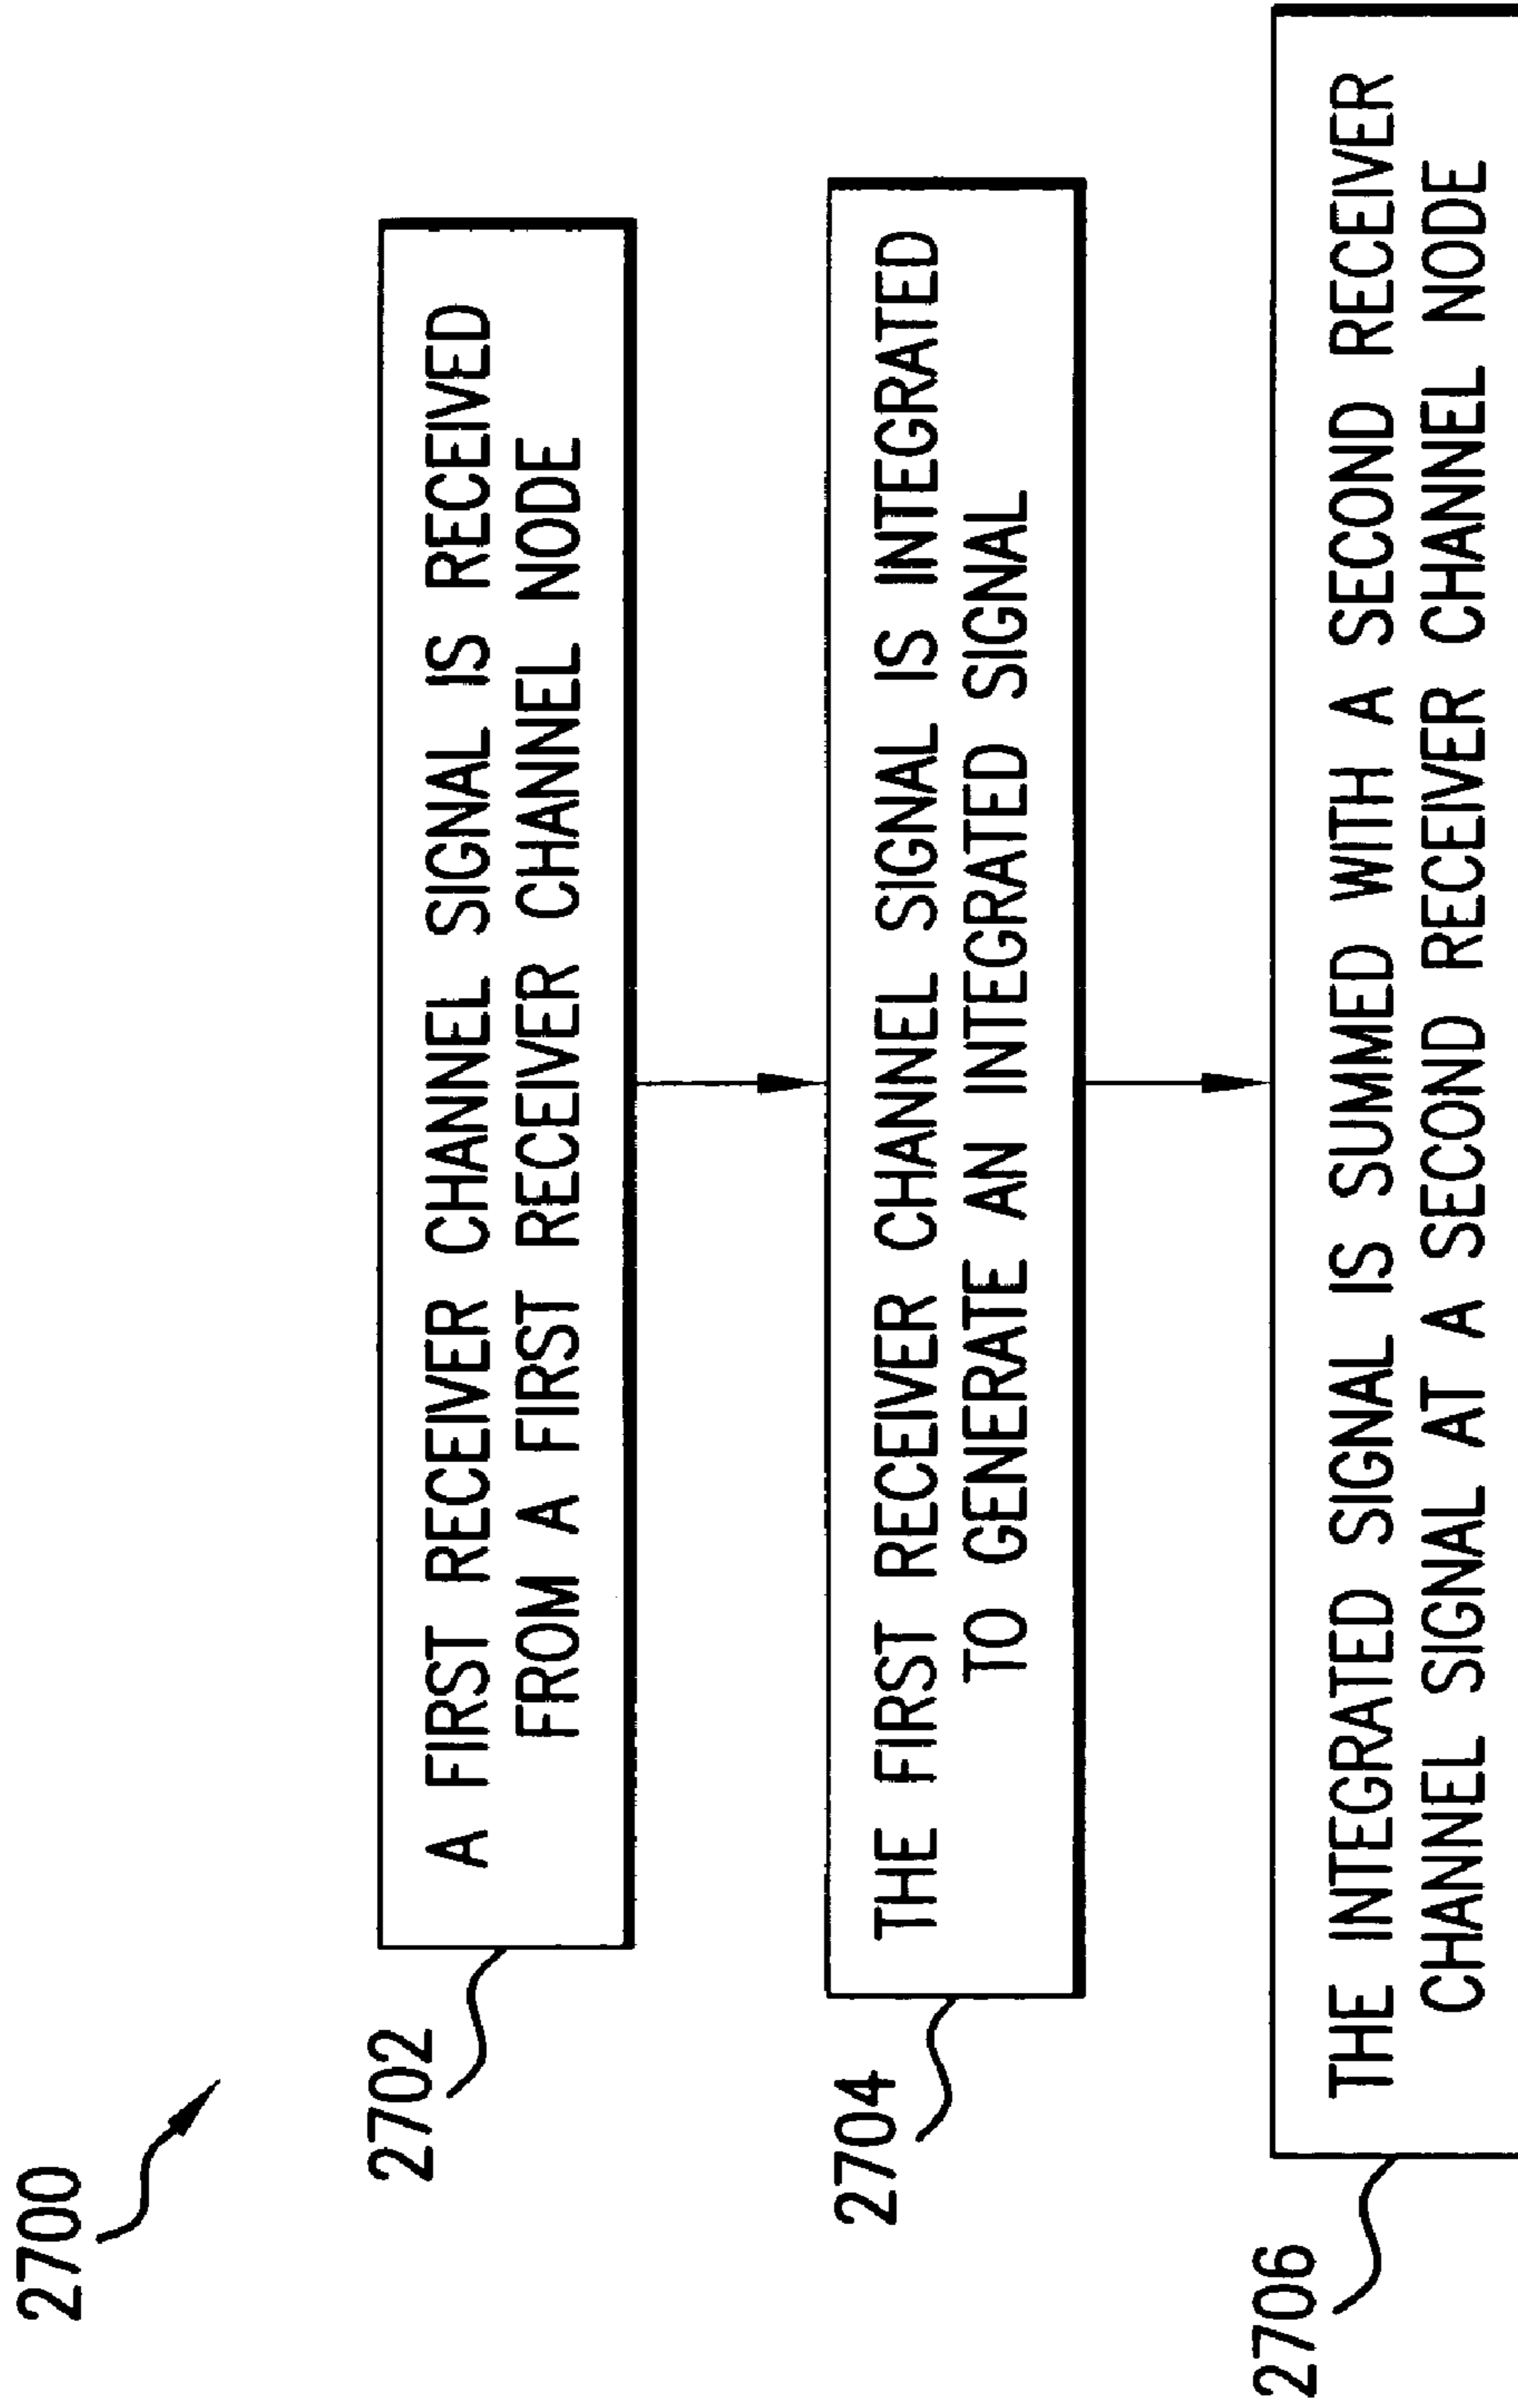 2700
2702
A FIRST RECEIVER CHANNEL SIGNAL IS RECEIVED
FROM A FIRST RECEIVER CHANNEL NODE
2704
THE FIRST RECEIVER CHANNEL SIGNAL IS INTEGRATED
TO GENERATE AN INTEGRATED SIGNAL
2706
THE INTEGRATED SIGNAL IS SUMMED WITH A SECOND RECEIVER
CHANNEL SIGNAL AT A SECOND RECEIVER CHANNEL NODE